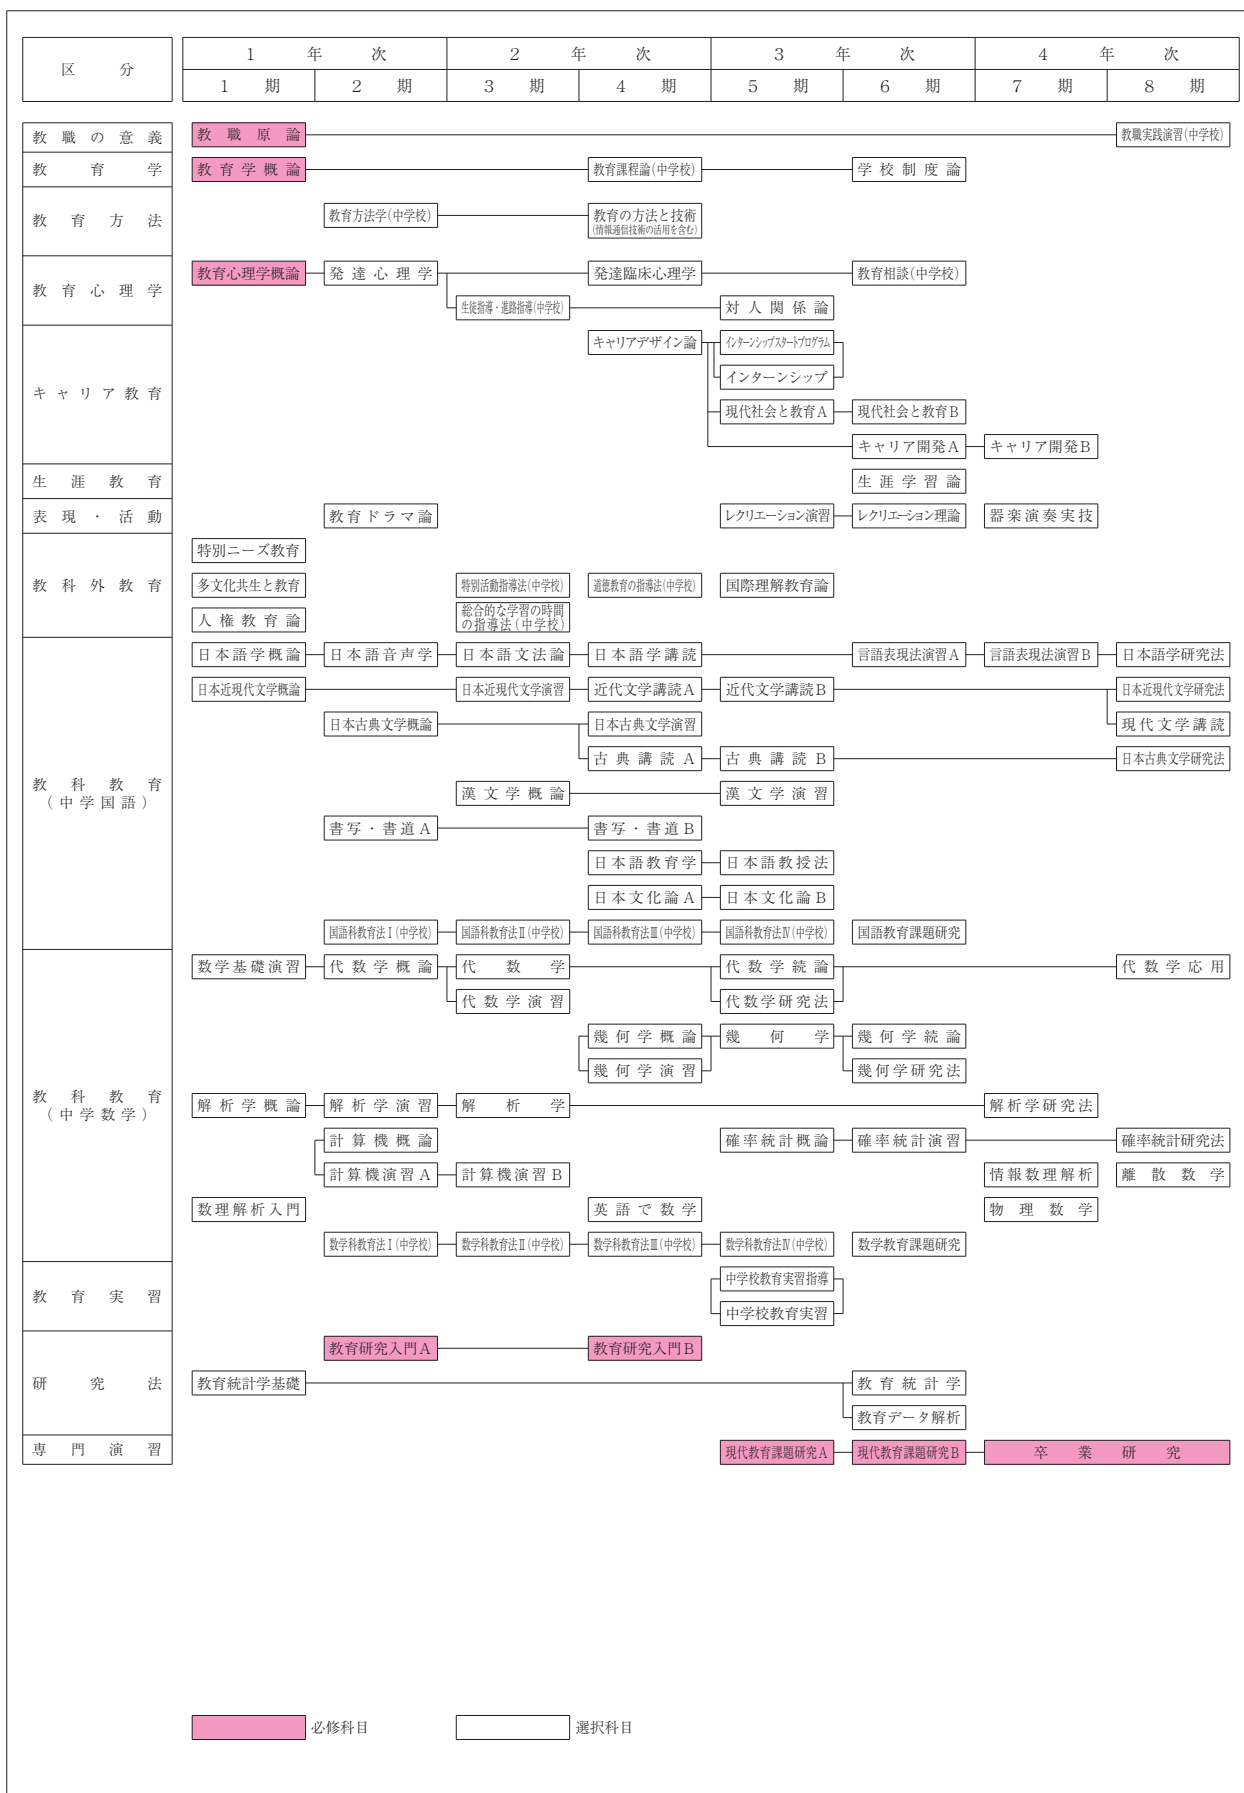 区分 1年次 2年次 3年次 4年次
1期 2期 3期 4期 5期 6期 7期 8期
教職の意義 教職原論 教職実践演習(中学校)
教育学 教育学概論 教育課程論(中学校) 学校制度論
教育方法 教育方法学(中学校) 教育の方法と技術
(情報通信技術の活用を含む)
教育心理学 教育心理学概論 発達心理学 発達臨床心理学 教育相談(中学校)
生徒指導・進路指導(中学校) 対人関係論
キャリア教育 キャリアデザイン論 インターンシップスタートプログラム
インターンシップ
現代社会と教育A 現代社会と教育B
キャリア開発A キャリア開発B
生涯教育 生涯学習論
表現・活動 教育ドラマ論 レクリエーション演習 レクリエーション理論 器楽演奏実技
教科外教育 特別ニーズ教育
多文化共生と教育 特別活動指導法(中学校) 道徳教育の指導法(中学校) 国際理解教育論
人権教育論 総合的な学習の時間
の指導法(中学校)
教科教育
(中学国語)
日本語学概論 日本語音声学 日本語文法論 日本語学講読 言語表現法演習A 言語表現法演習B 日本語学研究法
日本近現代文学概論 日本近現代文学演習 近代文学講読A 近代文学講読B 日本近現代文学研究法
日本古典文学概論 日本古典文学演習 現代文学講読
古典講読A 古典講読B 日本古典文学研究法
漢文学概論 漢文学演習
書写・書道A 書写・書道B
日本語教育学 日本語教授法
日本文化論A 日本文化論B
国語科教育法Ⅰ(中学校) 国語科教育法Ⅱ(中学校) 国語科教育法Ⅲ(中学校) 国語科教育法Ⅳ(中学校) 国語教育課題研究
教科教育
(中学数学)
数学基礎演習 代数学概論 代数学 代数学続論 代数学応用
代数学演習 代数学研究法
幾何学概論 幾何学 幾何学続論
幾何学演習 幾何学研究法
解析学概論 解析学演習 解析学 解析学研究法
計算機概論 確率統計概論 確率統計演習 確率統計研究法
計算機演習A 計算機演習B 情報数理解析 離散数学
数理解析入門 英語で数学 物理数学
数学科教育法Ⅰ(中学校) 数学科教育法Ⅱ(中学校) 数学科教育法Ⅲ(中学校) 数学科教育法Ⅳ(中学校) 数学教育課題研究
教育実習 中学校教育実習指導
中学校教育実習
研究法 教育研究入門A 教育研究入門B
教育統計学基礎 教育統計学
教育データ解析
専門演習 現代教育課題研究A 現代教育課題研究B 卒業研究
必修科目 選択科目